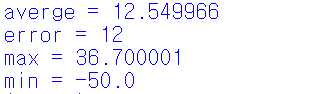 averge = 12.549966
error = 12
max = 36.700001
min = -50.0